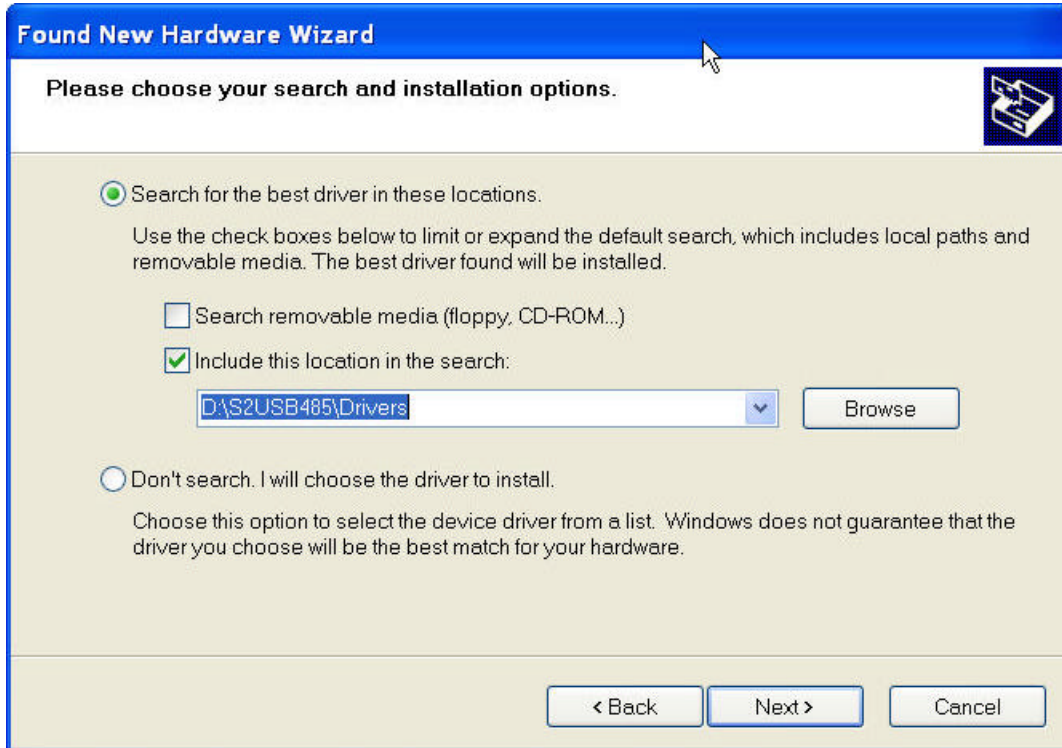 Found New Hardware Wizard
Please choose your search and installation options.
Search for the best driver in these locations.
Use the check boxes below to limit or expand the default search, which includes local paths and
removable media. The best driver found will be installed.
Search removable media (floppy, CD-ROM...)
Include this location in the search:
D:\S2USB485\Drivers
Browse
Don't search. I will choose the driver to install.
Choose this option to select the device driver from a list. Windows does not guarantee that the
driver you choose will be the best match for your hardware.
< Back Next > Cancel